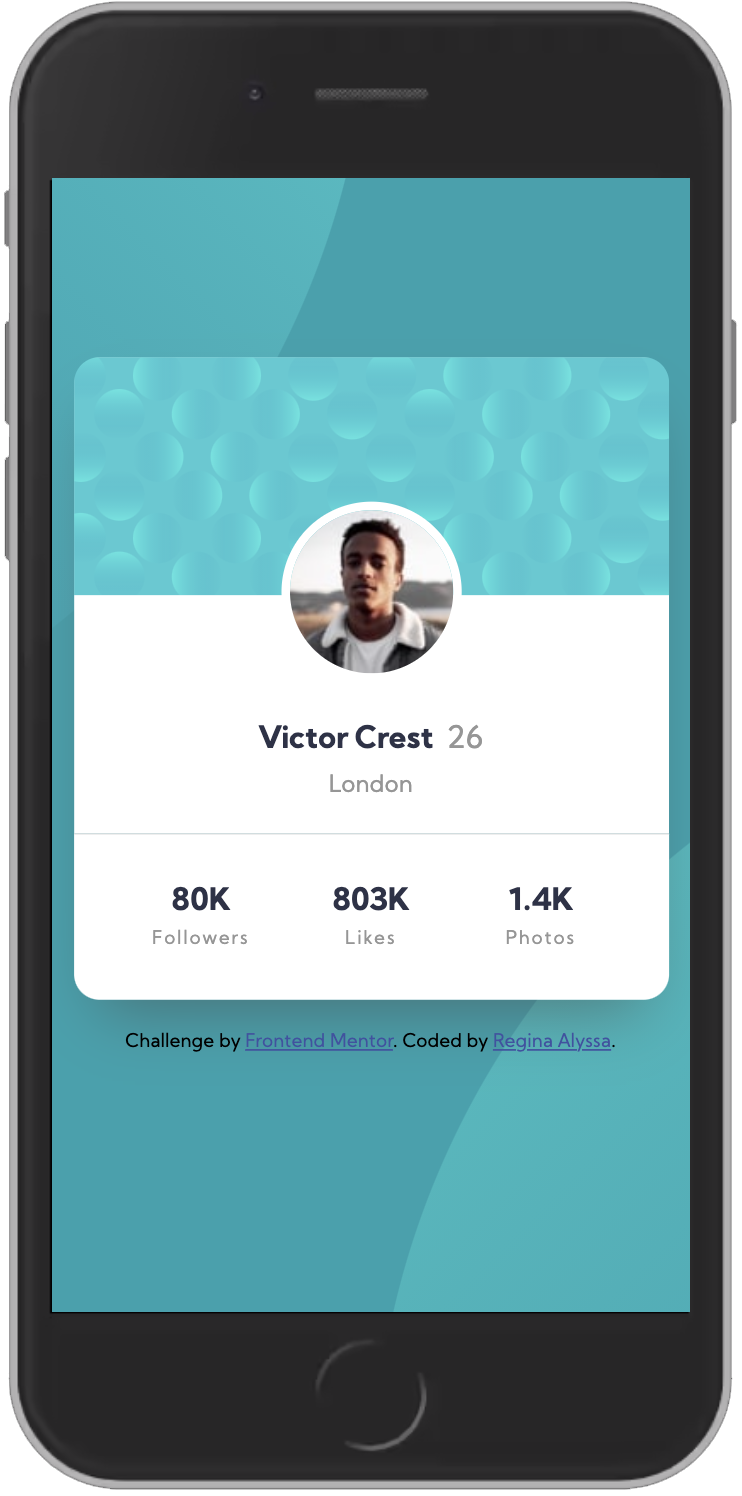 Victor Crest 26
London
80K 803K 1.4K
Followers Likes Photos
Challenge by Frontend Mentor. Coded by Regina Alyssa.